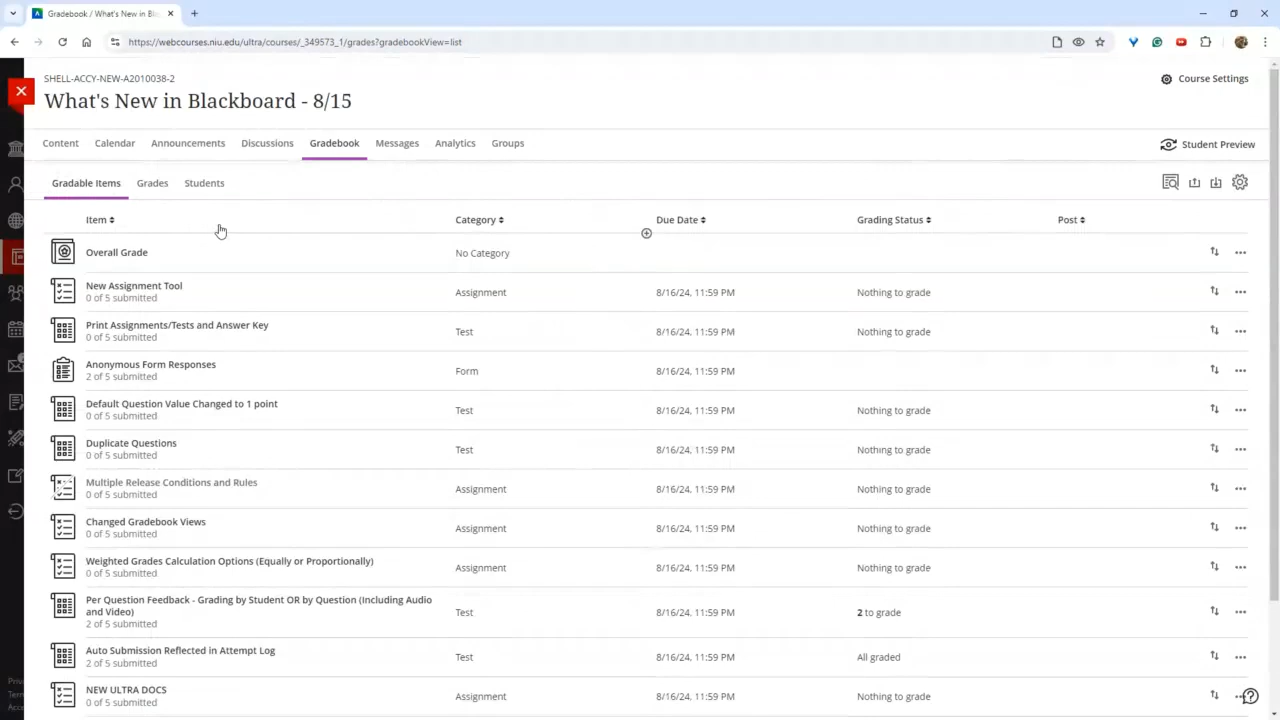 Gradebook / What's New in B
https://webcourses.niu.edu/ultra/courses/_349573_1/grades?gradebookView=list
SHELL-ACCY-NEW-A2010038-2
Course Settings
What's New in Blackboard - 8/15
Content Calendar Announcements Discussions Gradebook Messages Analytics Groups
Student Preview
Gradable Items Grades Students
Item Category Due Date Grading Status Post
Overall Grade No Category
New Assignment Tool
0 of 5 submitted
Assignment 8/16/24, 11:59 PM Nothing to grade
Print Assignments/Tests and Answer Key
0 of 5 submitted
Test 8/16/24, 11:59 PM Nothing to grade
Anonymous Form Responses
2 of 5 submitted
Form 8/16/24, 11:59 PM
Default Question Value Changed to 1 point
0 of 5 submitted
Test 8/16/24, 11:59 PM Nothing to grade
Duplicate Questions
0 of 5 submitted
Test 8/16/24, 11:59 PM Nothing to grade
Multiple Release Conditions and Rules
0 of 5 submitted
Assignment 8/16/24, 11:59 PM Nothing to grade
Changed Gradebook Views
0 of 5 submitted
Assignment 8/16/24, 11:59 PM Nothing to grade
Weighted Grades Calculation Options (Equally or Proportionally)
0 of 5 submitted
Assignment 8/16/24, 11:59 PM Nothing to grade
Per Question Feedback - Grading by Student OR by Question (Including Audio
and Video)
2 of 5 submitted
Test 8/16/24, 11:59 PM 2 to grade
Auto Submission Reflected in Attempt Log
2 of 5 submitted
Test 8/16/24, 11:59 PM All graded
NEW ULTRA DOCS
0 of 5 submitted
Assignment 8/16/24, 11:59 PM Nothing to grade
Priv
Term
Acce